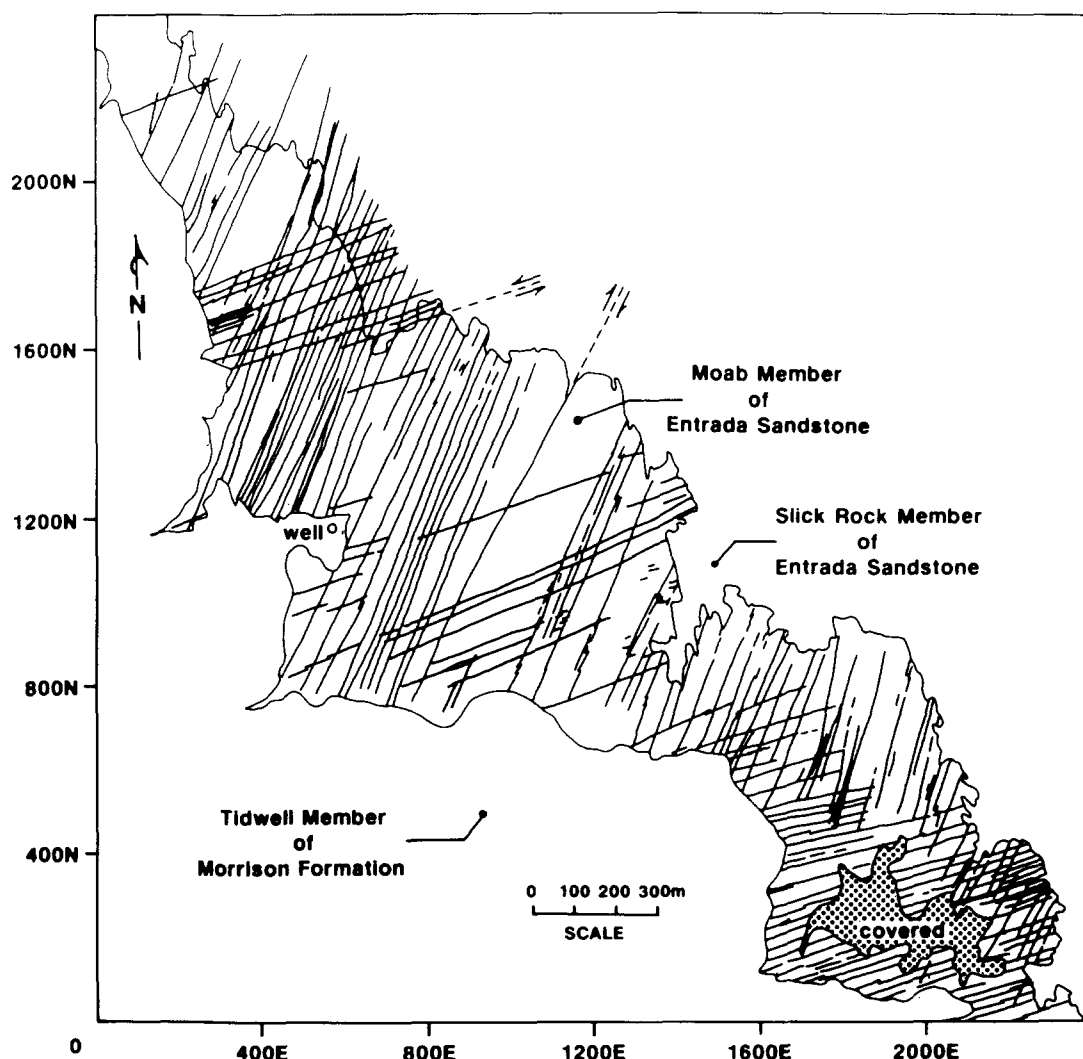 2000N
N
1600N
Moab Member
of
Entrada Sandstone
1200N
well
Slick Rock Member
of
Entrada Sandstone
800N
Tidwell Member
of
Morrison Formation
400N
0 100 200 300m
SCALE
covered
0
400E 800E 1200E 1600E 2000E